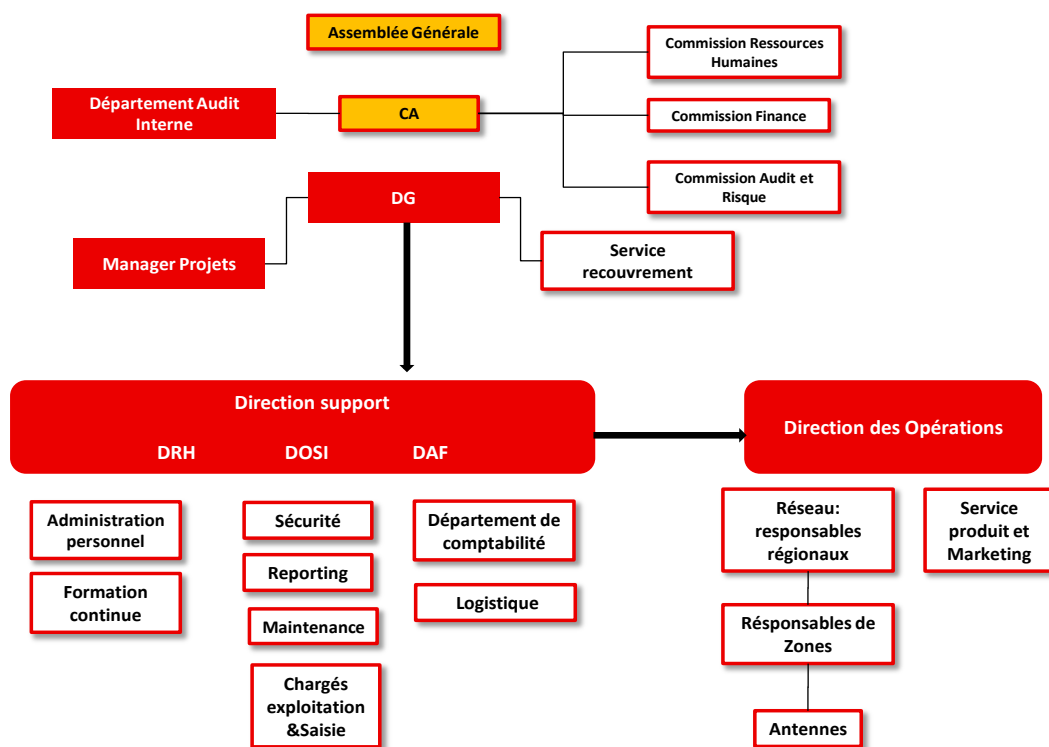 Assemblée Générale
Commission Ressources
Humaines
Département Audit
Interne
CA
Commission Finance
Commission Audit et
Risque
DG
Manager Projets
Service
recouvrement
Direction support
DRH
DOSI
DAF
Direction des Opérations
Administration
personnel
Formation
continue
Sécurité
Reporting
Maintenance
Chargés
exploitation
&Saisie
Département de
comptabilité
Logistique
Réseau:
responsables
régionaux
Service
produit et
Marketing
Résponsables de
Zones
Antennes